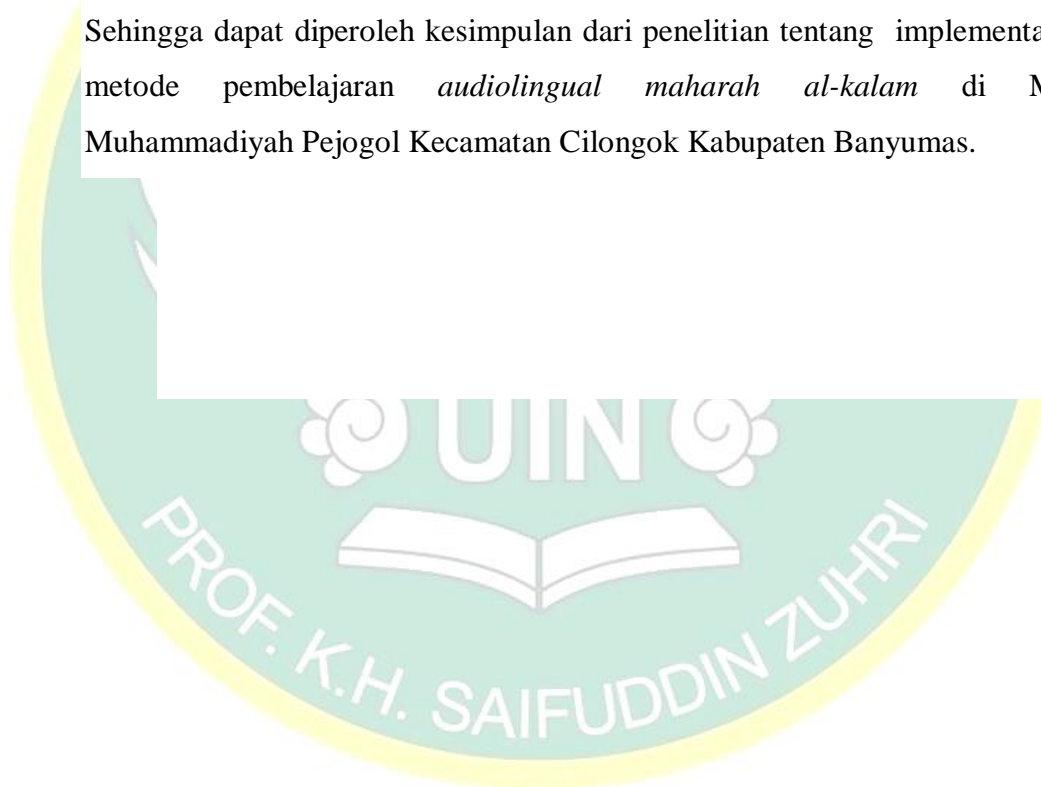 Sehingga dapat diperoleh kesimpulan dari penelitian tentang implementa
metode pembelajaran audiolingual maharah al-kalam di M
Muhammadiyah Pejogol Kecamatan Cilongok Kabupaten Banyumas.
UIN
PROF. K.H. SAIFUDDIN ZUHRI